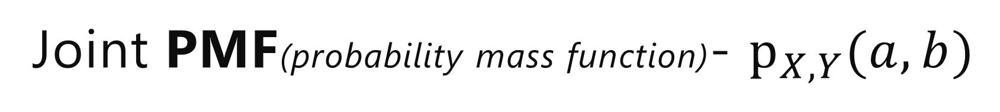 Joint PMF(probability mass function)- p_{X,Y}(a, b)